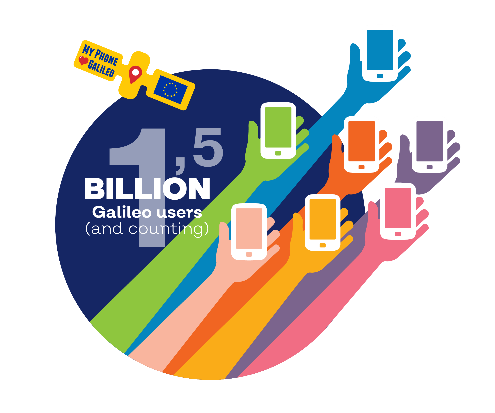 My Phone
Galileo
1,5
BILLION
Galileo users
(and counting)